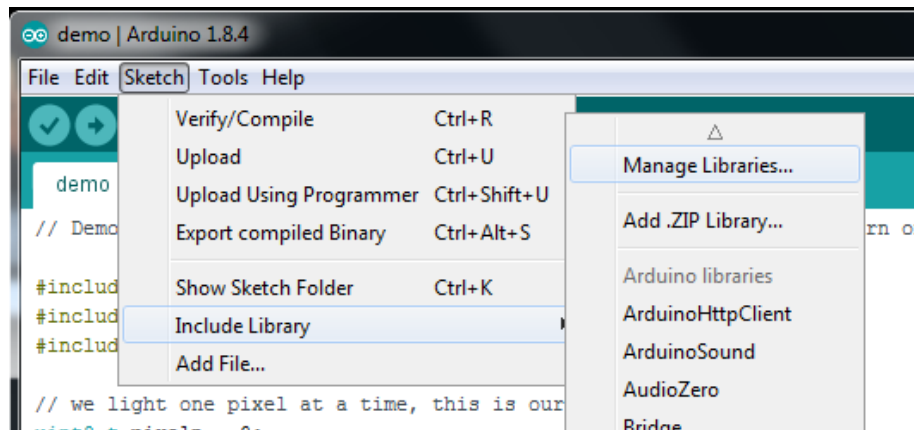 demo | Arduino 1.8.4
File Edit Sketch Tools Help
Verify/Compile Ctrl+R
Upload Ctrl+U
Upload Using Programmer Ctrl+Shift+U
Export compiled Binary Ctrl+Alt+S
Show Sketch Folder Ctrl+K
Include Library
Add File...
Manage Libraries...
Add .ZIP Library...
Arduino libraries
ArduinoHttpClient
ArduinoSound
AudioZero
Bridge
demo
// Demo
rn o
#includ
#includ
#includ
// we light one pixel at a time, this is our